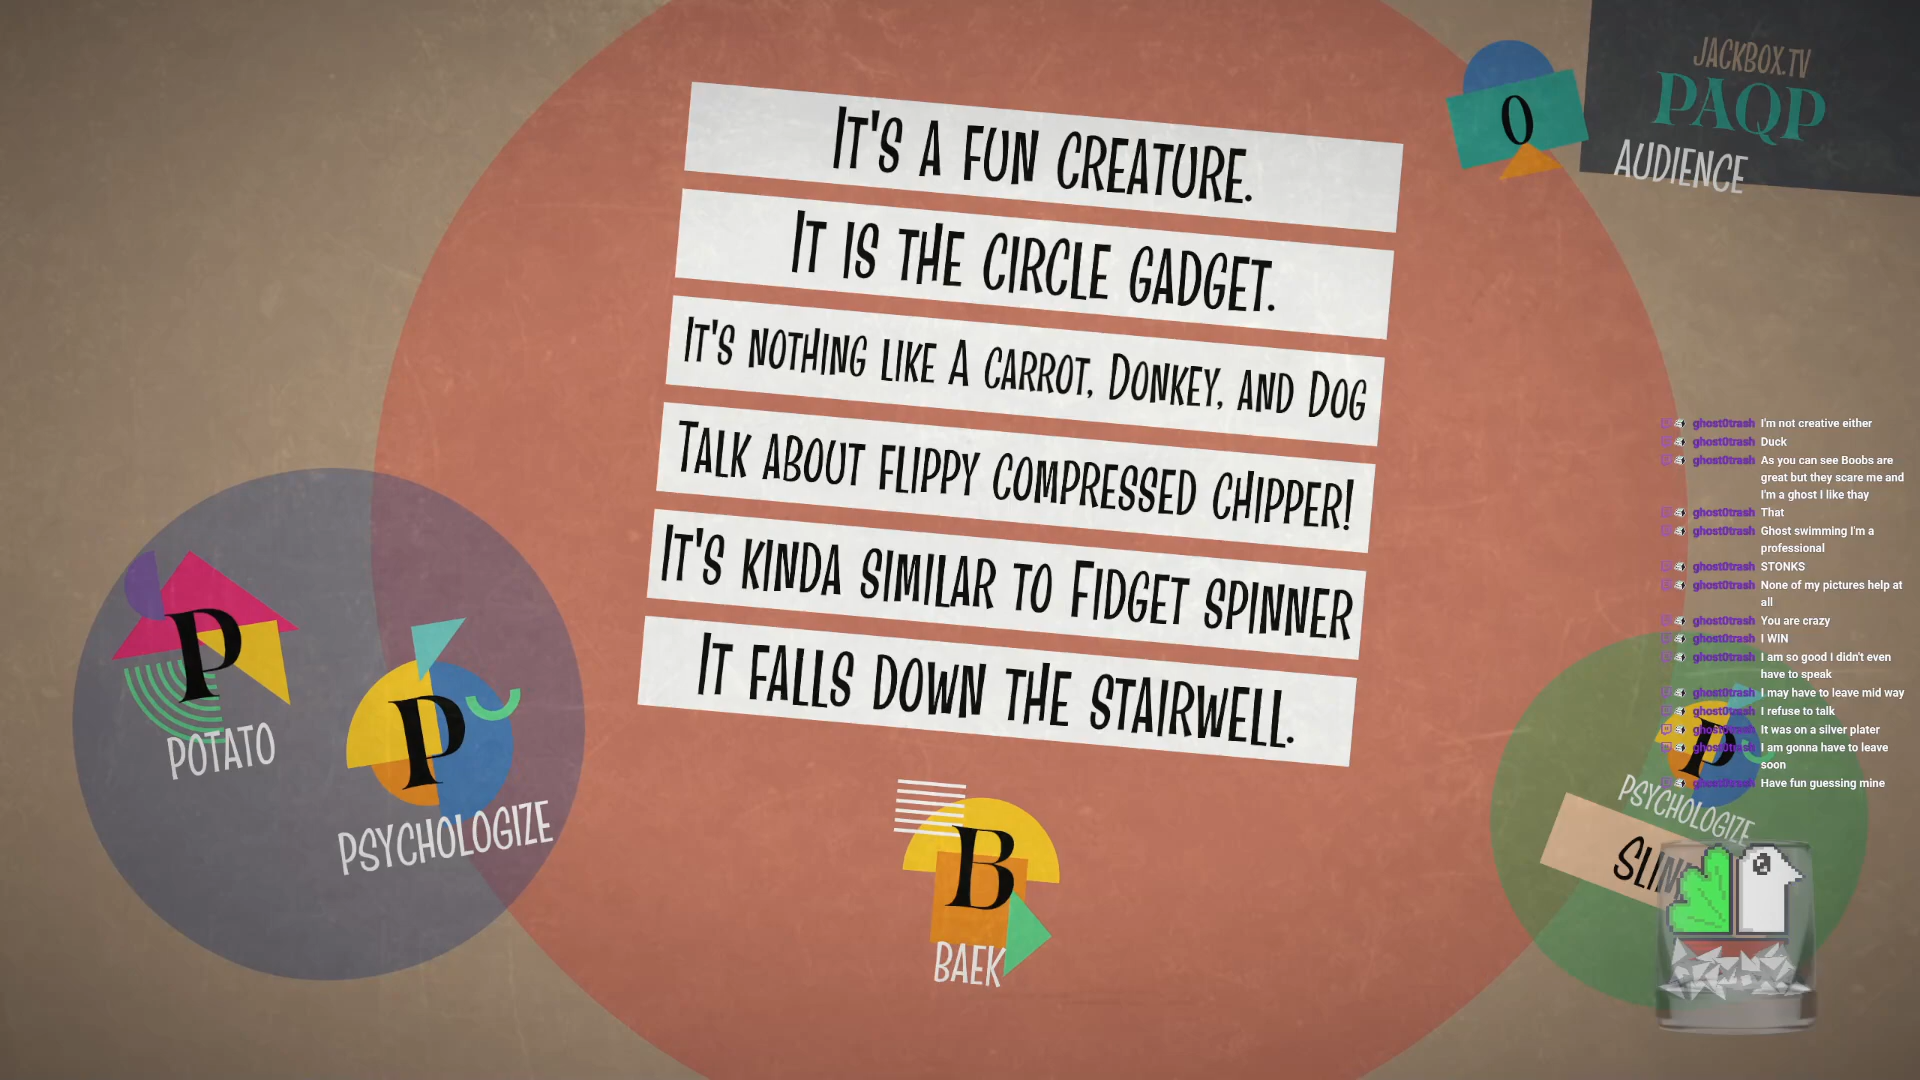 IT'S A FUN CREATURE.
IT IS THE CIRCLE GADGET.
IT'S NOTHING LIKE A CARROT, DONKEY, AND DOG
TALK ABOUT FLIPPY COMPRESSED CHIPPER!
IT'S KINDA SIMILAR TO FIDGET SPINNER
IT FALLS DOWN THE STAIRWELL.
JACKBOX.TV
PAQP
AUDIENCE
0
P
POTATO
P
PSYCHOLOGIZE
B
BAEK
ghost0trash I'm not creative either
ghost0trash Duck
ghost0trash As you can see Boobs are
great but they scare me and
I'm a ghost I like thay
ghost0trash That
ghost0trash Ghost swimming I'm a
professional
ghost0trash STONKS
ghost0trash None of my pictures help at
all
ghost0trash You are crazy
ghost0trash I WIN
ghost0trash I am so good I didn't even
have to speak
ghost0trash I may have to leave mid way
ghost0trash I refuse to talk
ghost0trash It was on a silver plater
ghost0trash I am gonna have to leave
soon
ghost0trash Have fun guessing mine
P
PSYCHOLOGIZE